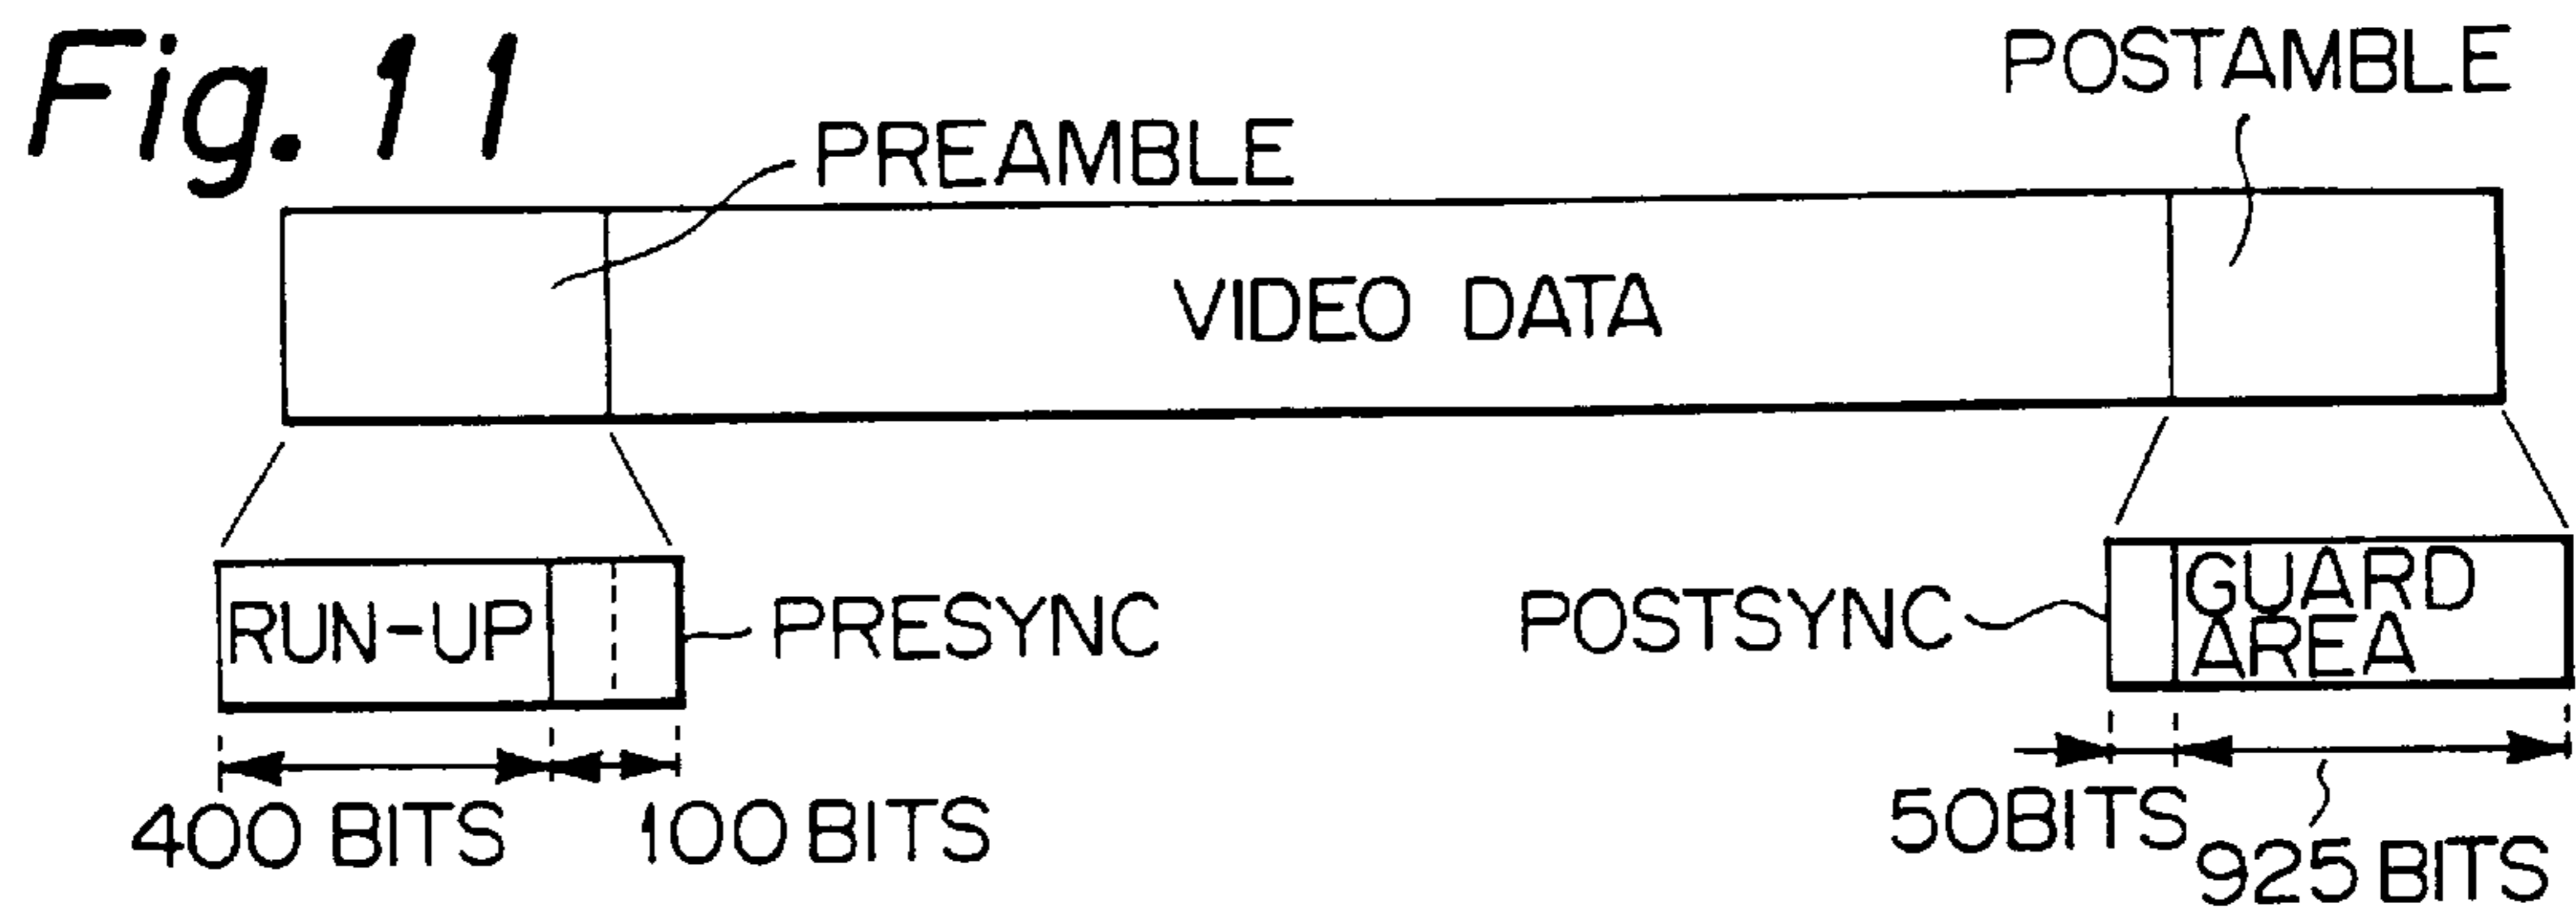 Fig. 11
POSTAMBLE
PREAMBLE
VIDEO DATA
RUN-UP
PRESYNC
POSTSYNC
GUARD
AREA
400 BITS
100 BITS
50BITS
925 BITS